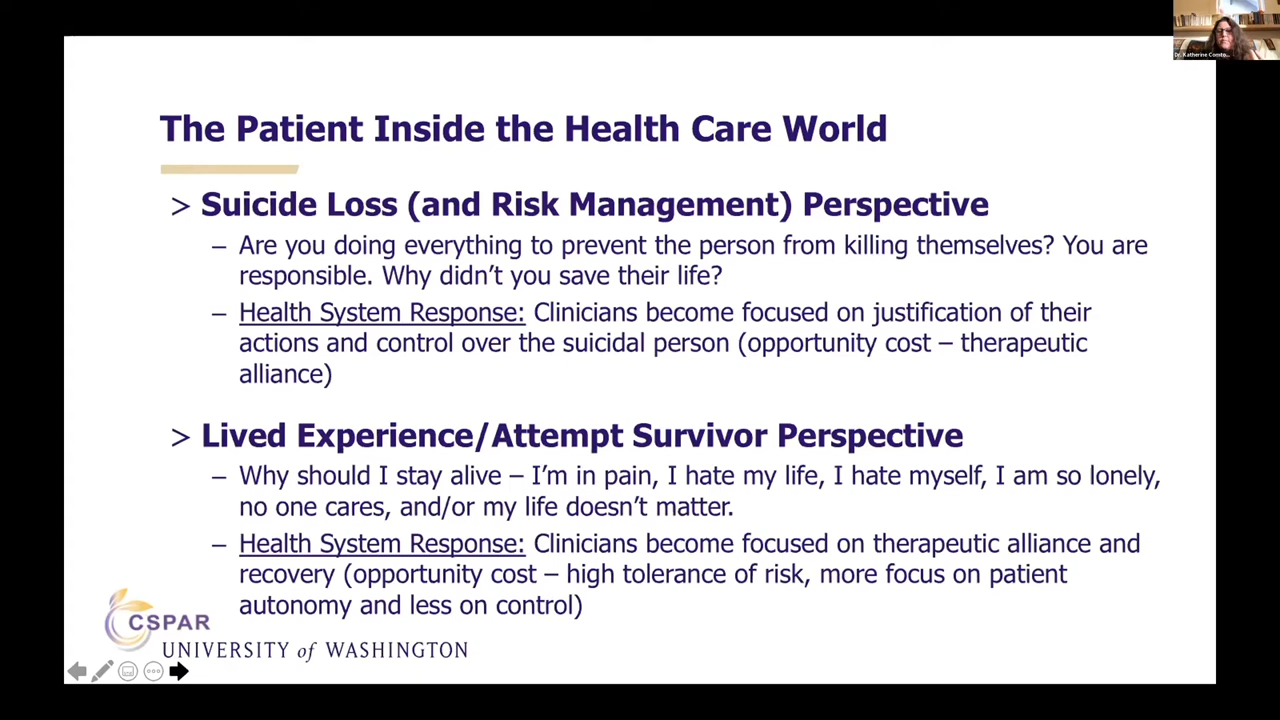 Dr. Katherine Comto...
The Patient Inside the Health Care World
> Suicide Loss (and Risk Management) Perspective
– Are you doing everything to prevent the person from killing themselves? You are
responsible. Why didn’t you save their life?
– Health System Response: Clinicians become focused on justification of their
actions and control over the suicidal person (opportunity cost – therapeutic
alliance)
> Lived Experience/Attempt Survivor Perspective
– Why should I stay alive – I’m in pain, I hate my life, I hate myself, I am so lonely,
no one cares, and/or my life doesn’t matter.
– Health System Response: Clinicians become focused on therapeutic alliance and
recovery (opportunity cost – high tolerance of risk, more focus on patient
autonomy and less on control)
CSPAR
UNIVERSITY of WASHINGTON